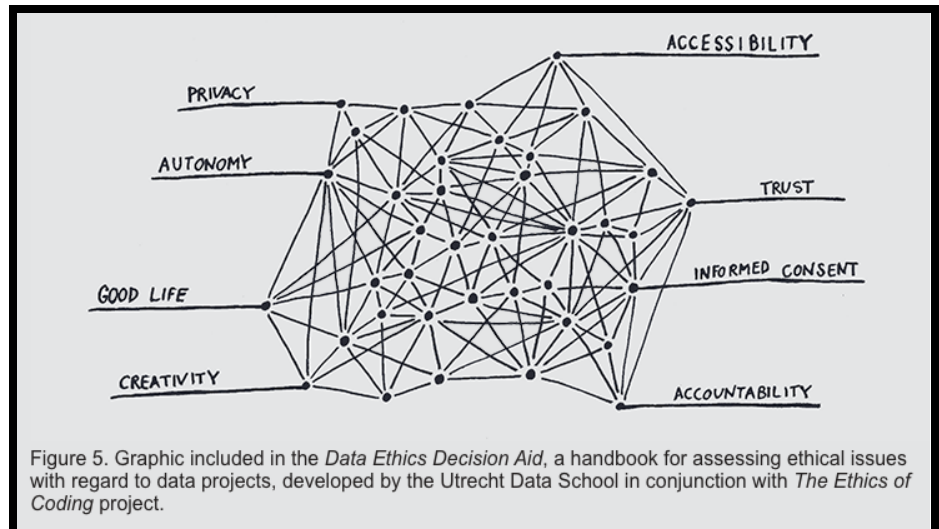 ACCESSIBILITY
PRIVACY
AUTONOMY
TRUST
INFORMED CONSENT
GOOD LIFE
CREATIVITY
ACCOUNTABILITY
Figure 5. Graphic included in the Data Ethics Decision Aid, a handbook for assessing ethical issues
with regard to data projects, developed by the Utrecht Data School in conjunction with The Ethics of
Coding project.